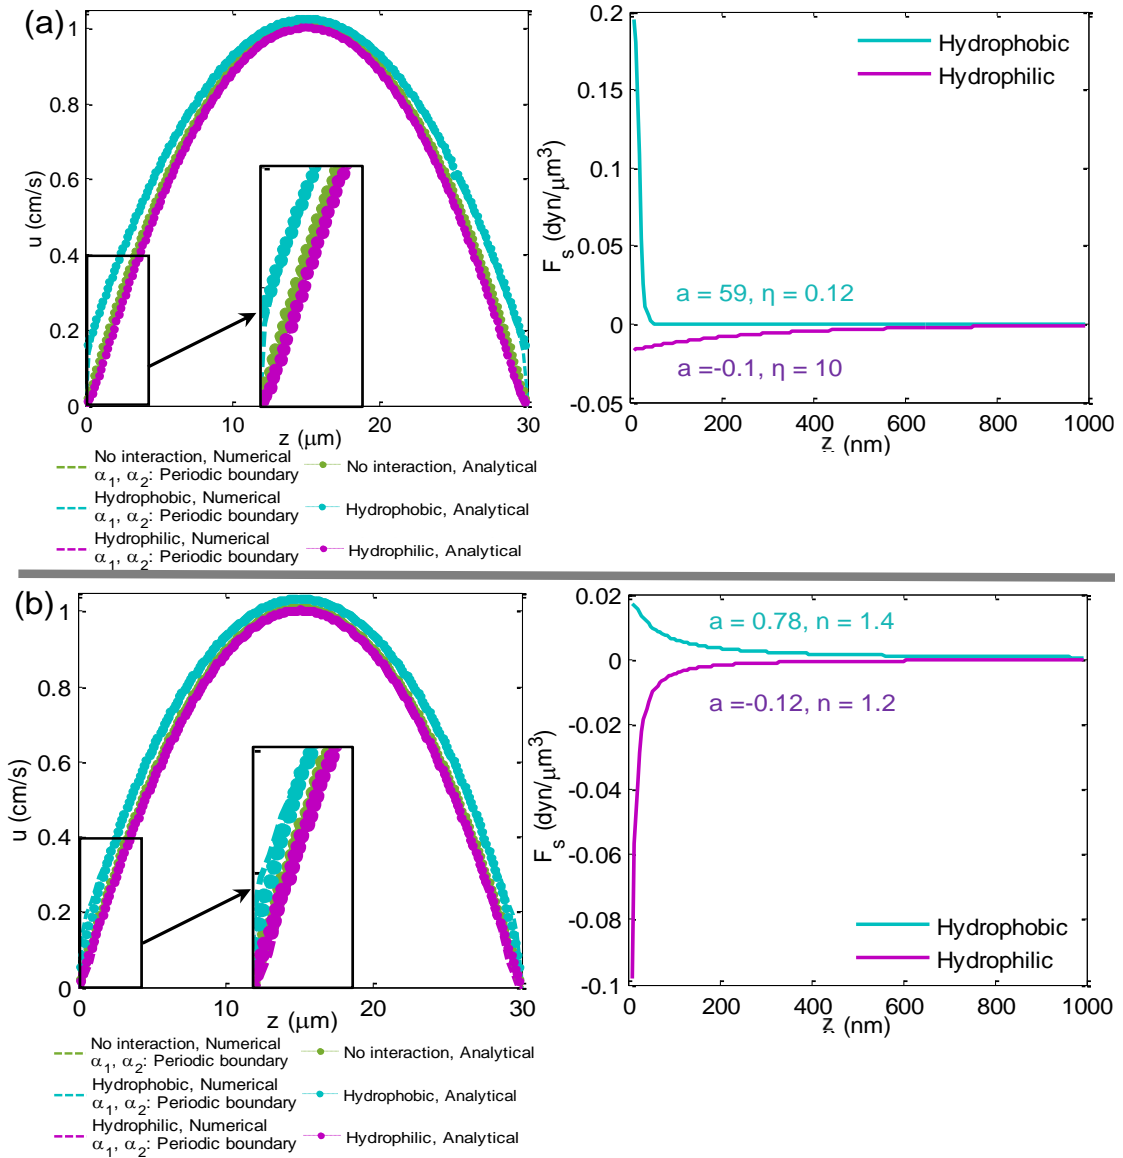 (a)
1
0.8
0.6
0.4
0.2
0
u (cm/s)
0
10
20
30
z (μm)
0.2
0.15
0.1
0.05
0
-0.05
F_s (dyn/μm³)
Hydrophobic
Hydrophilic
a = 59, η = 0.12
a =-0.1, η = 10
0
200
400
600
800
1000
z (nm)
No interaction, Numerical
α₁, α₂: Periodic boundary
No interaction, Analytical
Hydrophobic, Numerical
α₁, α₂: Periodic boundary
Hydrophobic, Analytical
Hydrophilic, Numerical
α₁, α₂: Periodic boundary
Hydrophilic, Analytical
(b)
1
0.8
0.6
0.4
0.2
0
u (cm/s)
0
10
20
30
z (μm)
0.02
0
-0.02
-0.04
-0.06
-0.08
-0.1
F_s (dyn/μm³)
a = 0.78, n = 1.4
a =-0.12, n = 1.2
Hydrophobic
Hydrophilic
0
200
400
600
800
1000
z (nm)
No interaction, Numerical
α₁, α₂: Periodic boundary
No interaction, Analytical
Hydrophobic, Numerical
α₁, α₂: Periodic boundary
Hydrophobic, Analytical
Hydrophilic, Numerical
α₁, α₂: Periodic boundary
Hydrophilic, Analytical